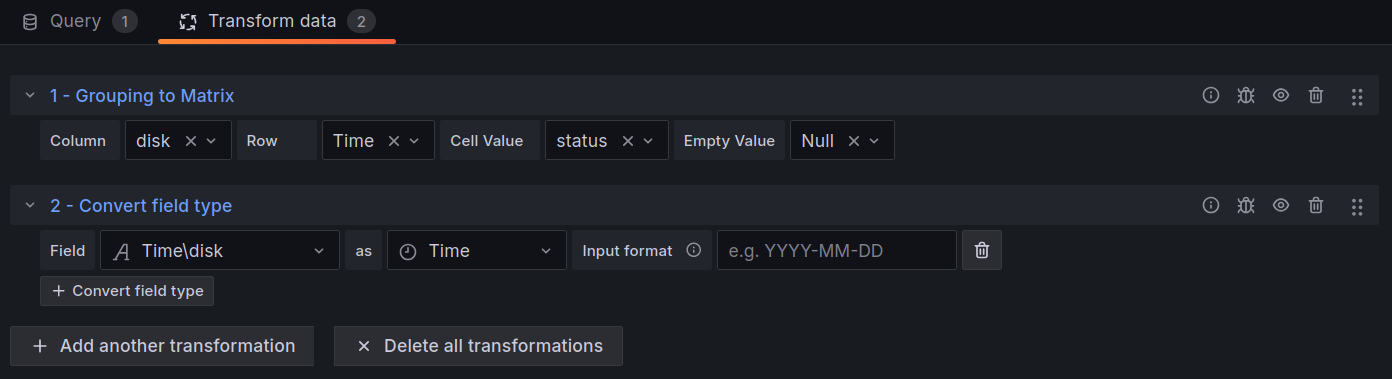 Query 1 Transform data 2
1 - Grouping to Matrix
Column disk Row Time Cell Value status Empty Value Null
2 - Convert field type
Field Time\disk as Time Input format e.g. YYYY-MM-DD
+ Convert field type
+ Add another transformation × Delete all transformations